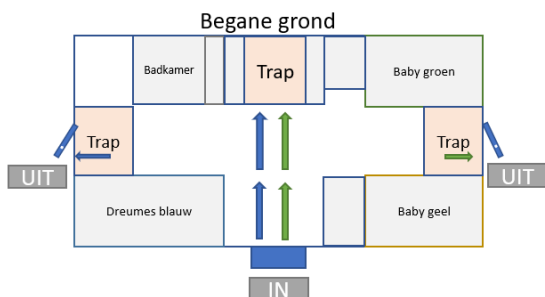 Begane grond
Badkamer
Trap
Baby groen
Trap
Trap
UIT
UIT
Dreumes blauw
Baby geel
IN